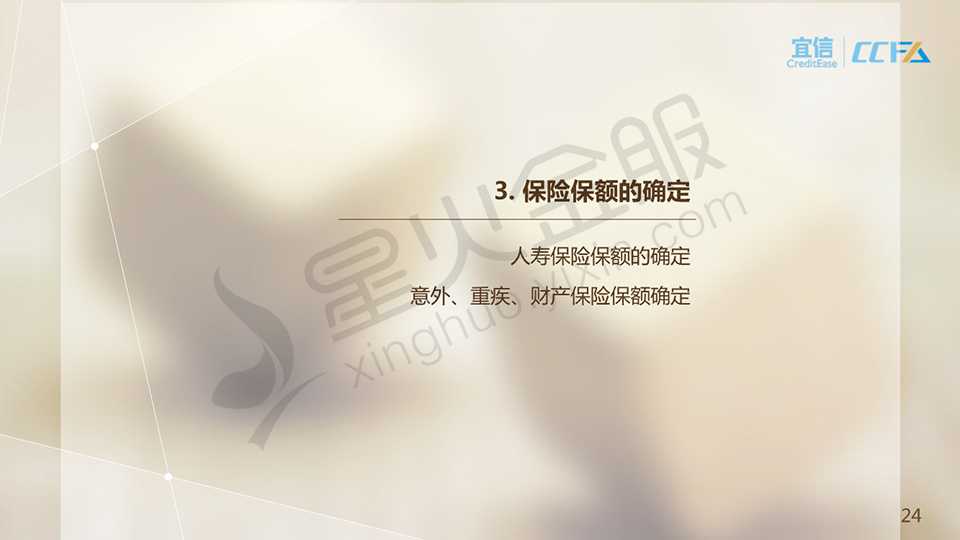 宜信
CreditEase
CCFA
3. 保险保额的确定
人寿保险保额的确定
意外、重疾、财产保险保额确定
星火金服
xinghuo.yixin.com
24